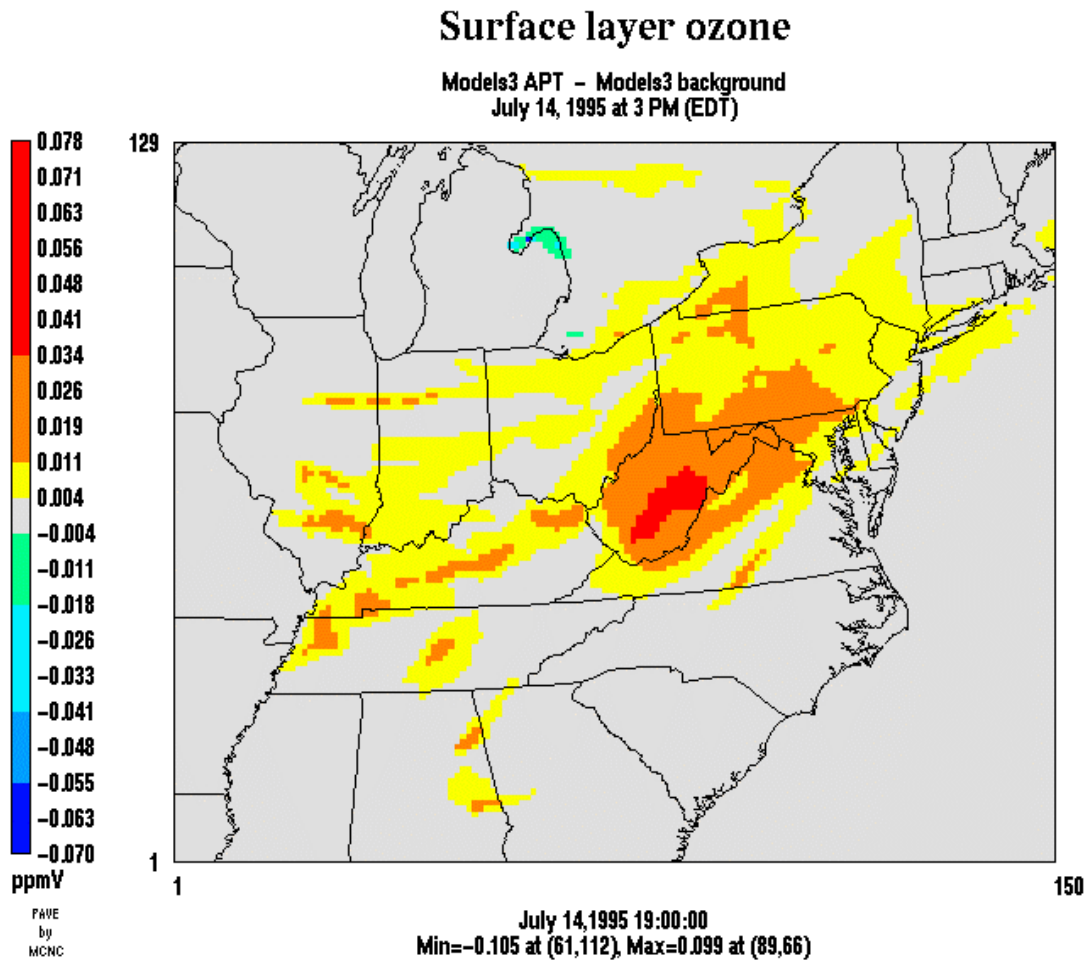 Surface layer ozone
Models3 APT − Models3 background
July 14, 1995 at 3 PM (EDT)
0.078
0.071
0.063
0.056
0.048
0.041
0.034
0.026
0.019
0.011
0.004
−0.004
−0.011
−0.018
−0.026
−0.033
−0.041
−0.048
−0.055
−0.063
−0.070
ppmV
PAVE
by
MCNC
129
1
1
150
July 14,1995 19:00:00
Min=−0.105 at (61,112), Max=0.099 at (89,66)